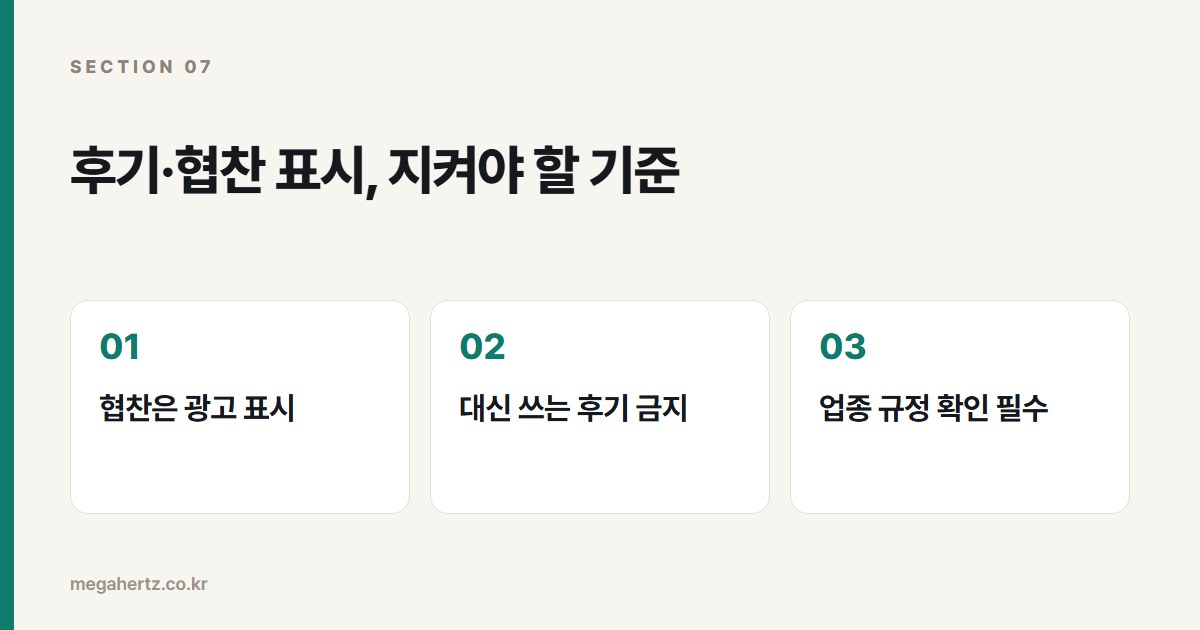 SECTION 07
후기·협찬 표시, 지켜야 할 기준
01
협찬은 광고 표시
02
대신 쓰는 후기 금지
03
업종 규정 확인 필수
megahertz.co.kr